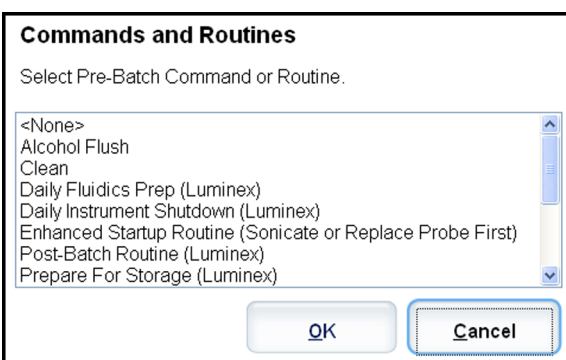 Commands and Routines
Select Pre-Batch Command or Routine.
<None>
Alcohol Flush
Clean
Daily Fluidics Prep (Luminex)
Daily Instrument Shutdown (Luminex)
Enhanced Startup Routine (Sonicate or Replace Probe First)
Post-Batch Routine (Luminex)
Prepare For Storage (Luminex)
OK Cancel